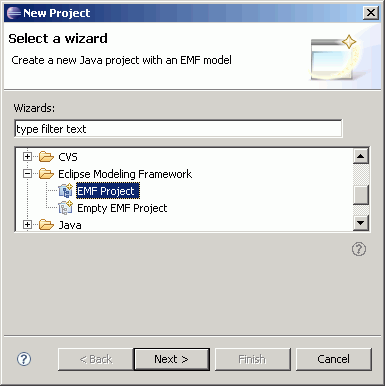 New Project
Select a wizard
Create a new Java project with an EMF model
Wizards:
type filter text
CVS
Eclipse Modeling Framework
EMF Project
Empty EMF Project
Java
< Back
Next >
Finish
Cancel